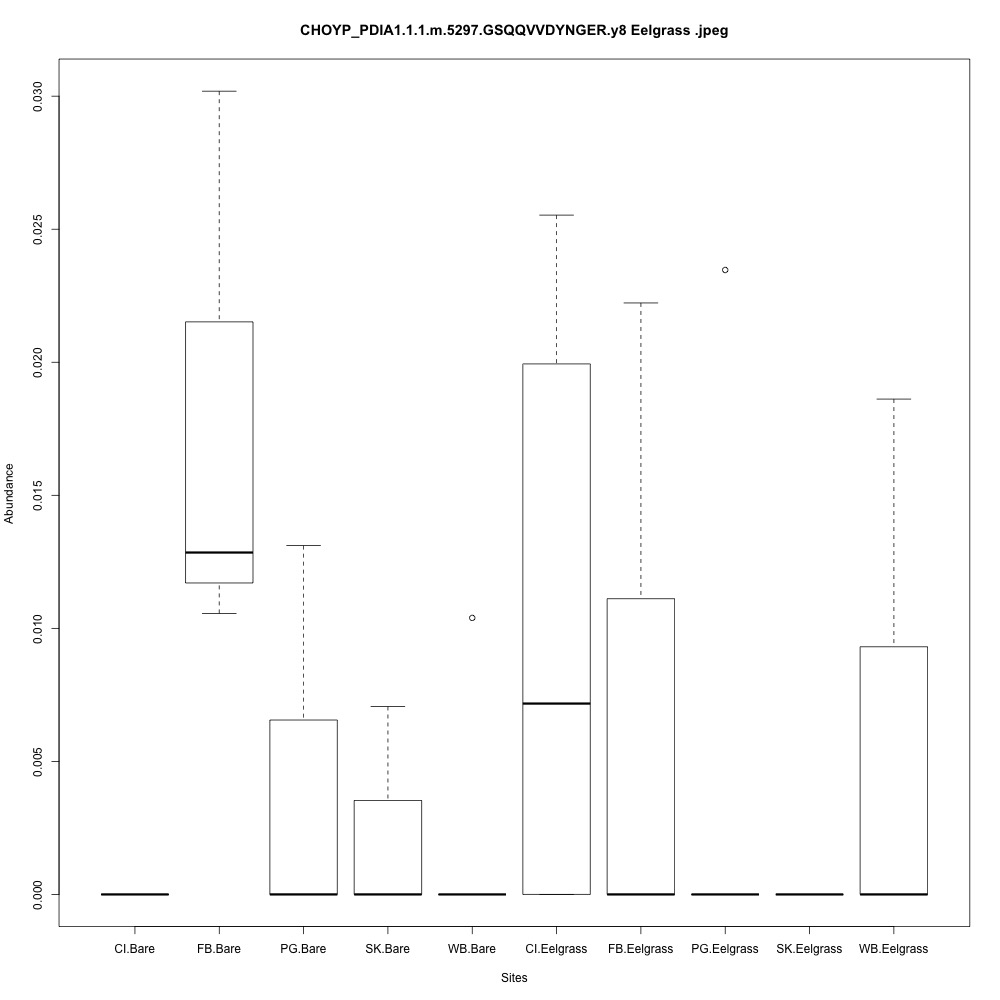 CHOYP_PDIA1.1.1.m.5297.GSQQVVDYNGER.y8 Eelgrass .jpeg
0.030
0.025
0.020
0.015
0.010
0.005
0.000
Abundance
CI.Bare FB.Bare PG.Bare SK.Bare WB.Bare CI.Eelgrass FB.Eelgrass PG.Eelgrass SK.Eelgrass WB.Eelgrass
Sites